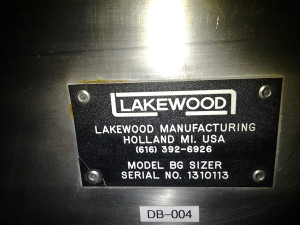 LAKEWOOD
LAKEWOOD MANUFACTURING
HOLLAND MI. USA
(616) 392-6926
MODEL BG SIZER
SERIAL NO. 1310113
DB-004